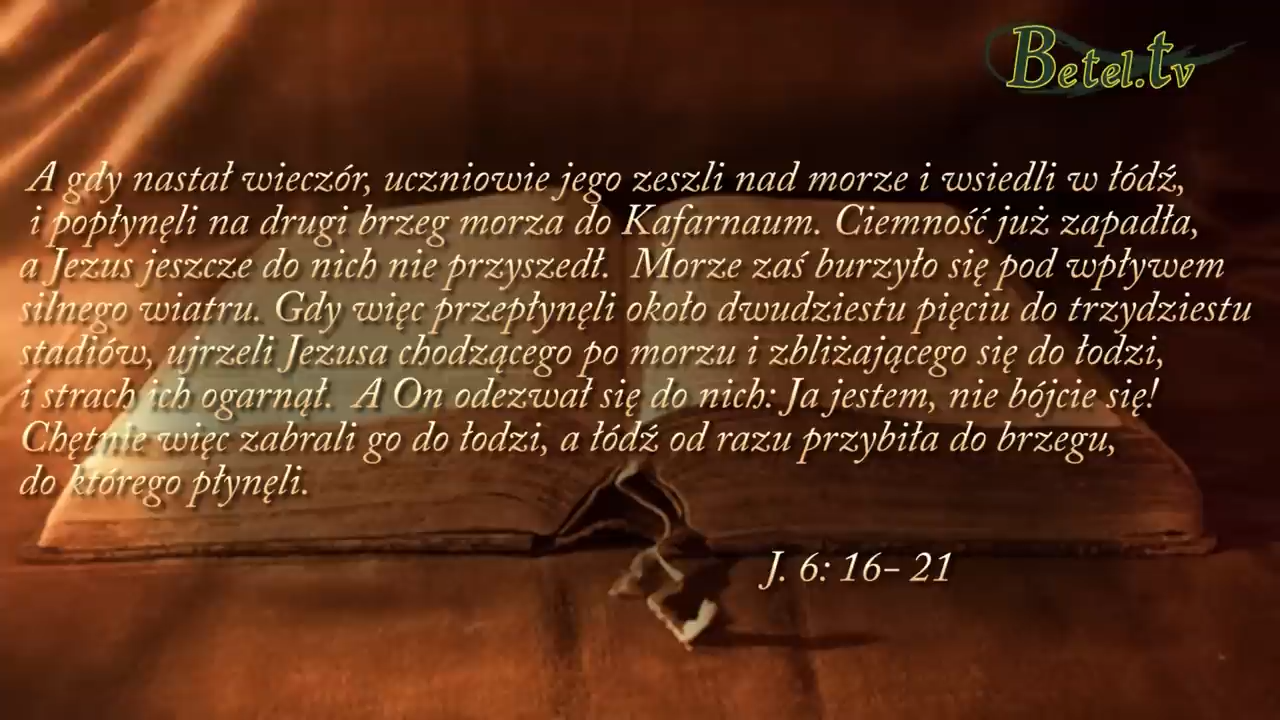 Betel.tv
A gdy nastał wieczór, uczniowie jego zeszli nad morze i wsiedli w łódź,
i popłynęli na drugi brzeg morza do Kafarnaum. Ciemność już zapadła,
a Jezus jeszcze do nich nie przyszedł. Morze zaś burzyło się pod wpływem
silnego wiatru. Gdy więc przepłynęli około dwudziestu pięciu do trzydziestu
stadiów, ujrzeli Jezusa chodzącego po morzu i zbliżającego się do łodzi,
i strach ich ogarnął. A On odezwał się do nich: Ja jestem, nie bójcie się!
Chętnie więc zabrali go do łodzi, a łódź od razu przybiła do brzegu,
do którego płynęli.
J. 6: 16- 21